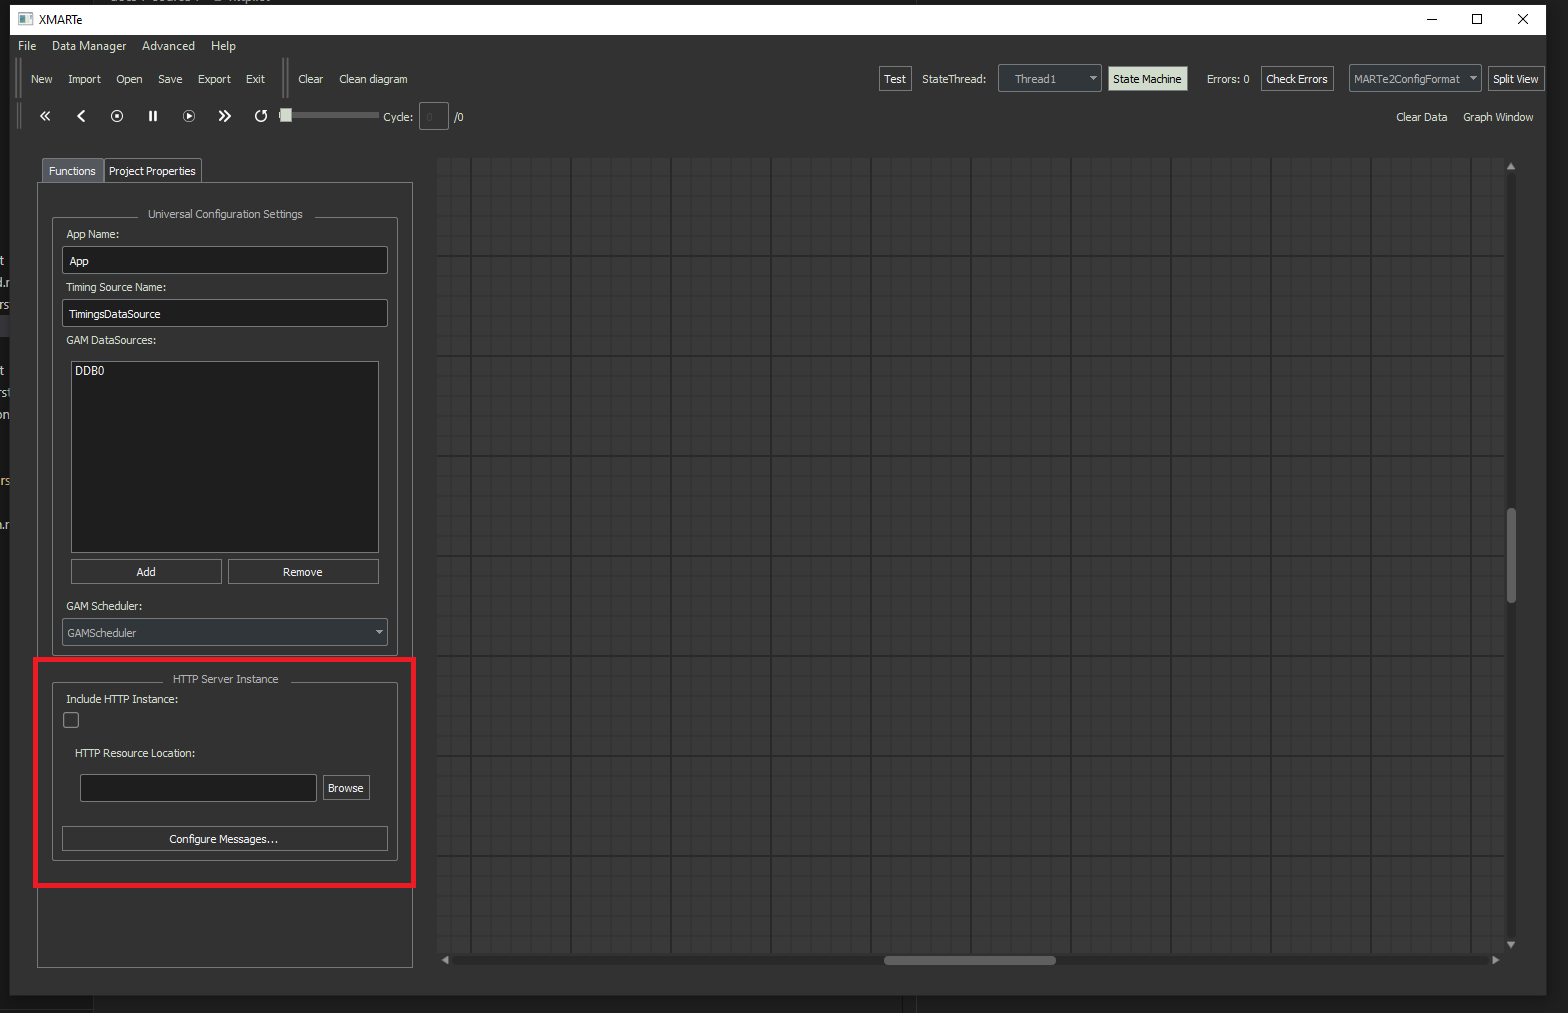 XMARTe
File Data Manager Advanced Help
New Import Open Save Export Exit Clear Clean diagram Test StateThread: Thread1 State Machine Errors: 0 Check Errors MARTe2ConfigFormat Split View
Cycle: 0 /0 Clear Data Graph Window
Functions Project Properties
Universal Configuration Settings
App Name:
App
Timing Source Name:
TimingsDataSource
GAM DataSources:
DDB0
Add Remove
GAM Scheduler:
GAMScheduler
HTTP Server Instance
Include HTTP Instance:
HTTP Resource Location:
Browse
Configure Messages...